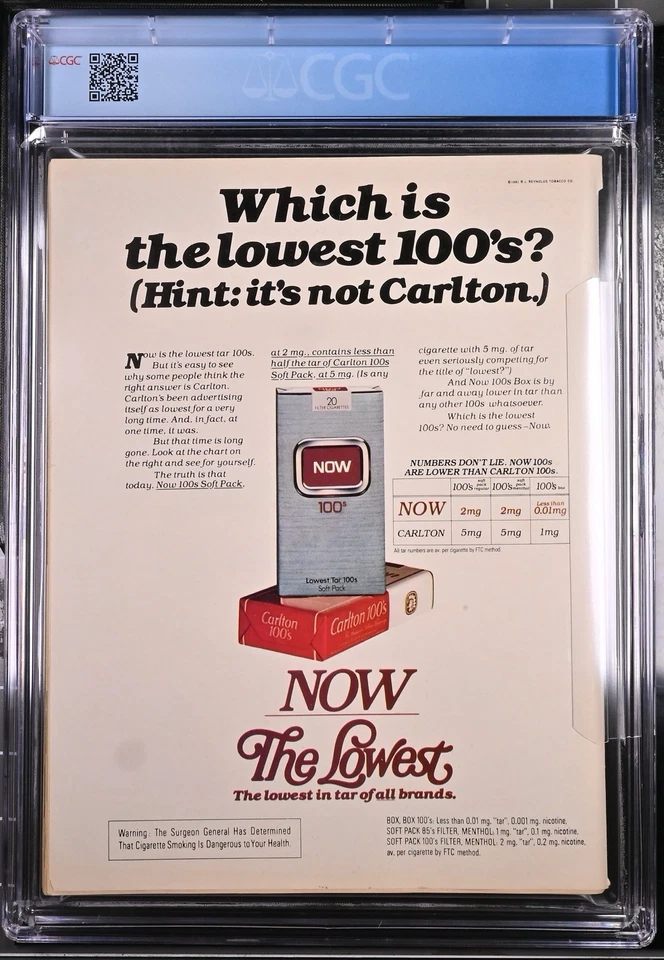 CGC
CGC
©1982 R.J. REYNOLDS TOBACCO CO.
Which is
the lowest 100's?
(Hint: it's not Carlton.)
Now is the lowest tar 100s.
But it's easy to see
why some people think the
right answer is Carlton.
Carlton's been advertising
itself as lowest for a very
long time. And, in fact, at
one time, it was.
But that time is long
gone. Look at the chart on
the right and see for yourself.
The truth is that
today, Now 100s Soft Pack,
at 2 mg., contains less than
half the tar of Carlton 100s
Soft Pack, at 5 mg. (Is any
cigarette with 5 mg. of tar
even seriously competing for
the title of "lowest?")
And Now 100s Box is by
far and away lower in tar than
any other 100s whatsoever.
Which is the lowest
100s? No need to guess–Now.
20
FILTER CIGARETTES
NOW
100s
Lowest Tar 100s
Soft Pack
Carlton
100's
Carlton 100's
NUMBERS DON'T LIE. NOW 100s
ARE LOWER THAN CARLTON 100s.
100's soft pack regular 100's soft pack menthol 100's box
NOW 2mg 2mg Less than 0.01mg
CARLTON 5mg 5mg 1mg
All tar numbers are av. per cigarette by FTC method.
NOW
The Lowest
The lowest in tar of all brands.
Warning: The Surgeon General Has Determined
That Cigarette Smoking Is Dangerous to Your Health.
BOX, BOX 100's: Less than 0.01 mg. "tar", 0.001 mg. nicotine,
SOFT PACK 85's FILTER, MENTHOL: 1 mg. "tar", 0.1 mg. nicotine,
SOFT PACK 100's FILTER, MENTHOL: 2 mg. "tar", 0.2 mg. nicotine,
av. per cigarette by FTC method.